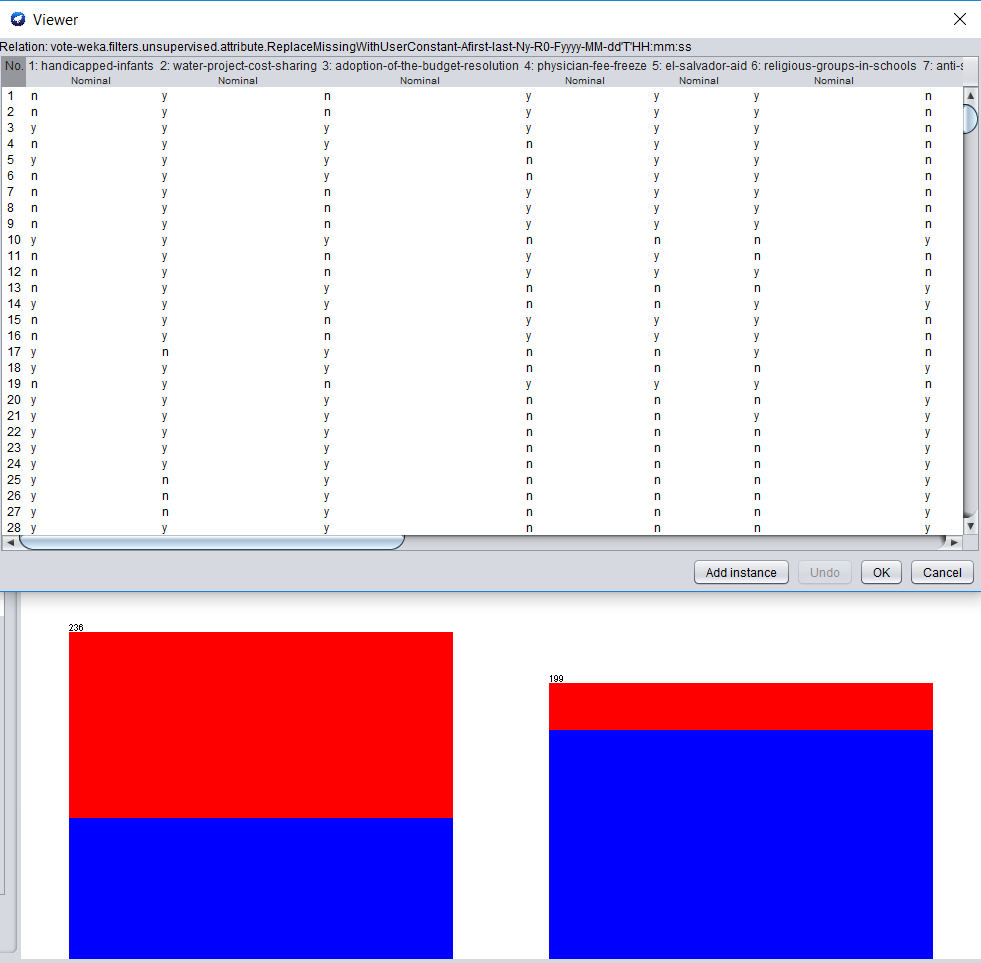 Viewer
Relation: vote-weka.filters.unsupervised.attribute.ReplaceMissingWithUserConstant-Afirst-last-Ny-R0-Fyyyy-MM-dd'T'HH:mm:ss
No. 1: handicapped-infants 2: water-project-cost-sharing 3: adoption-of-the-budget-resolution 4: physician-fee-freeze 5: el-salvador-aid 6: religious-groups-in-schools 7: anti-s
Nominal Nominal Nominal Nominal Nominal Nominal
1 n y n y y y n
2 n y n y y y n
3 y y y y y y n
4 n y y n y y n
5 y y y n y y n
6 n y y n y y n
7 n y n y y y n
8 n y n y y y n
9 n y n y y y n
10 y y y n n n y
11 n y n y y n n
12 n y n y y y n
13 n y y n n n y
14 y y y n n y y
15 n y n y y y n
16 n y n y y y n
17 y n y n n y n
18 y y y n n n y
19 n y n y y y n
20 y y y n n n y
21 y y y n n y y
22 y y y n n n y
23 y y y n n n y
24 y y y n n n y
25 y n y n n n y
26 y n y n n n y
27 y n y n n n y
28 y y y n n n y
Add instance Undo OK Cancel
236
199